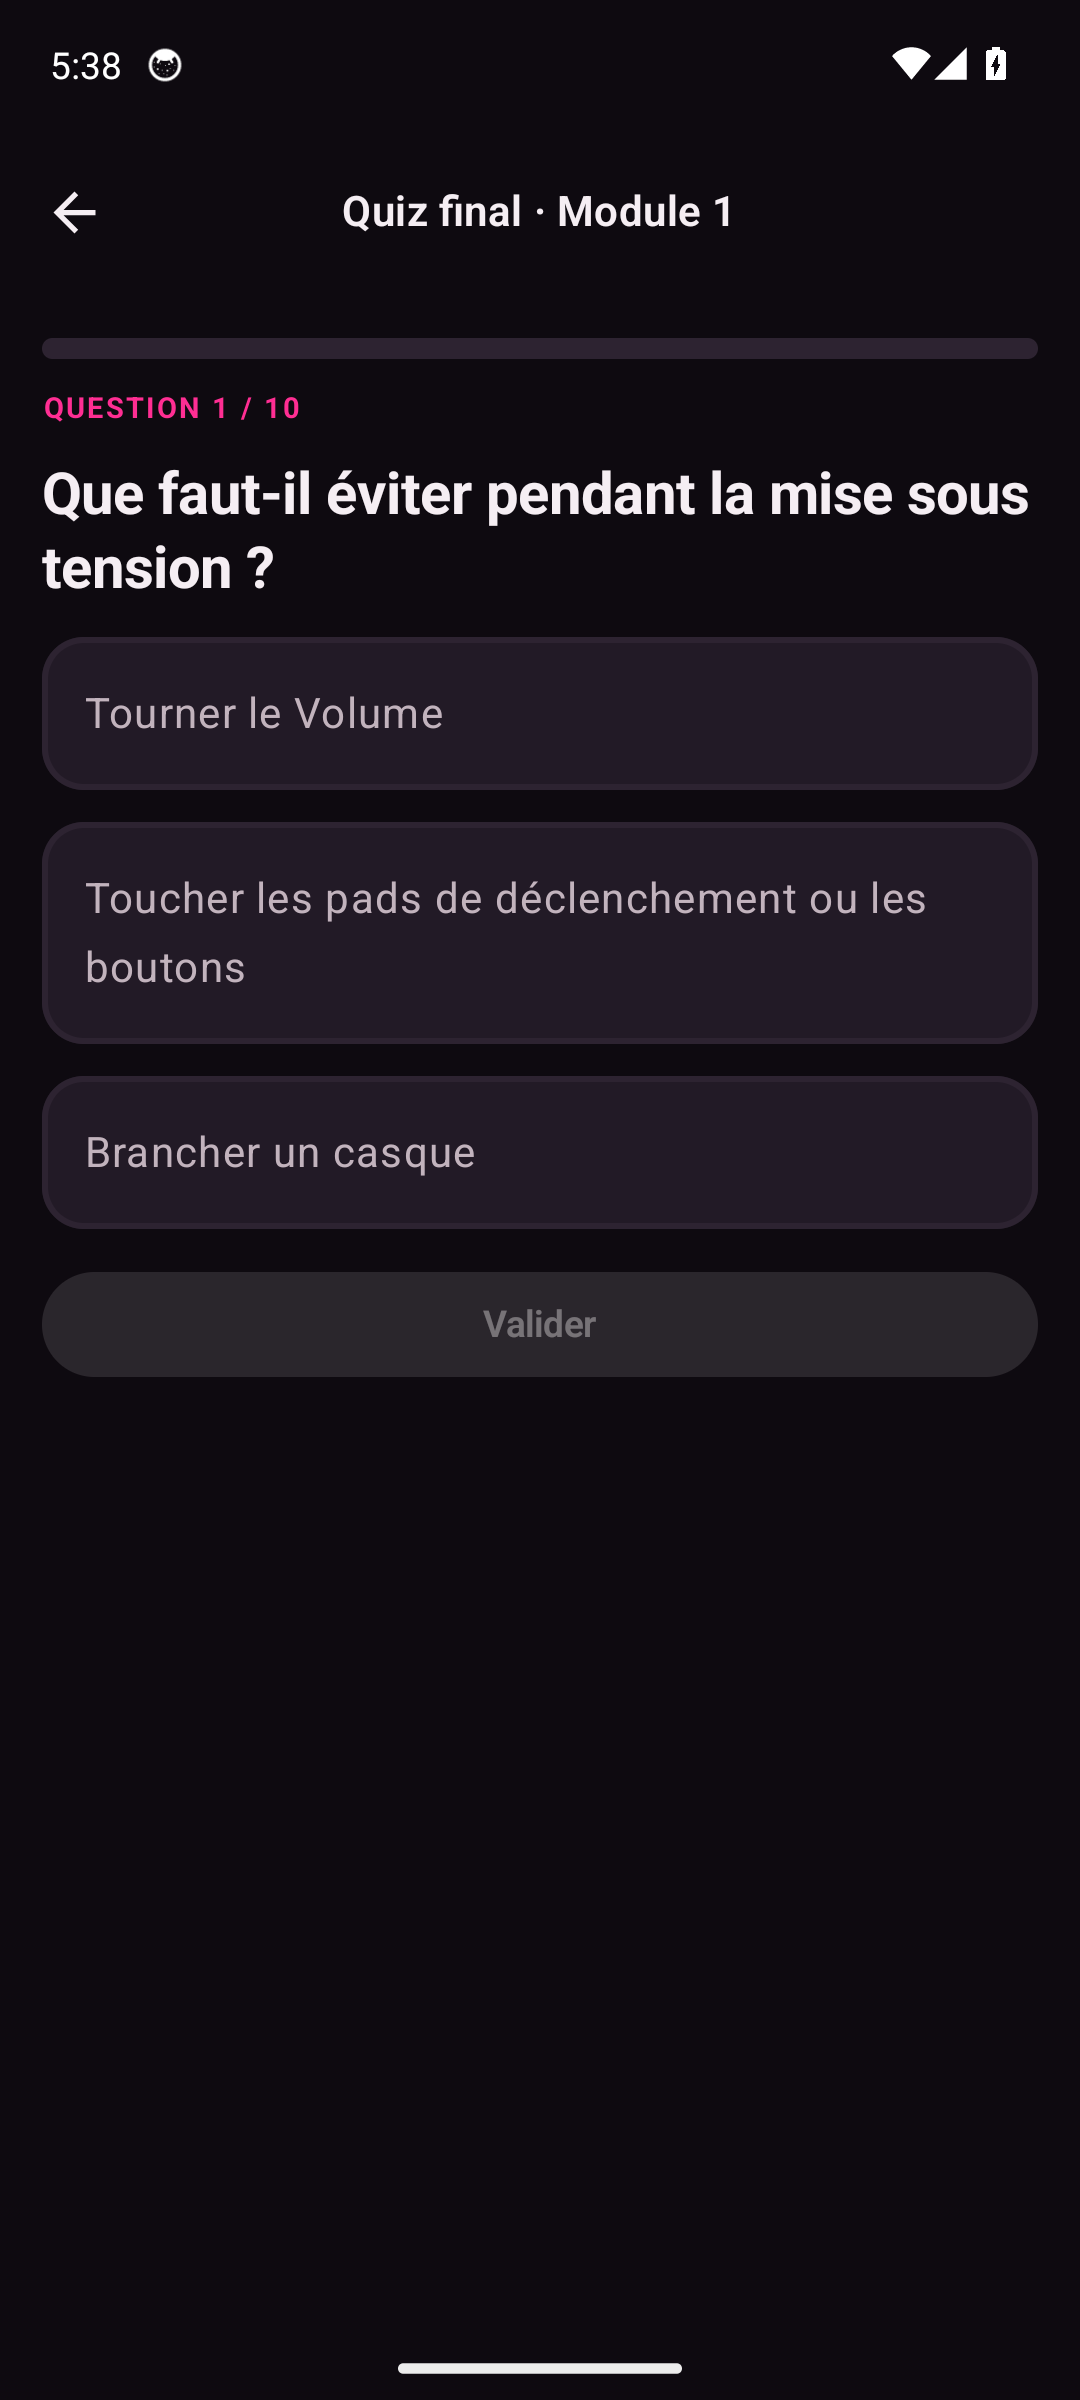 5:38
Quiz final · Module 1
QUESTION 1 / 10
Que faut-il éviter pendant la mise sous
tension ?
Tourner le Volume
Toucher les pads de déclenchement ou les
boutons
Brancher un casque
Valider